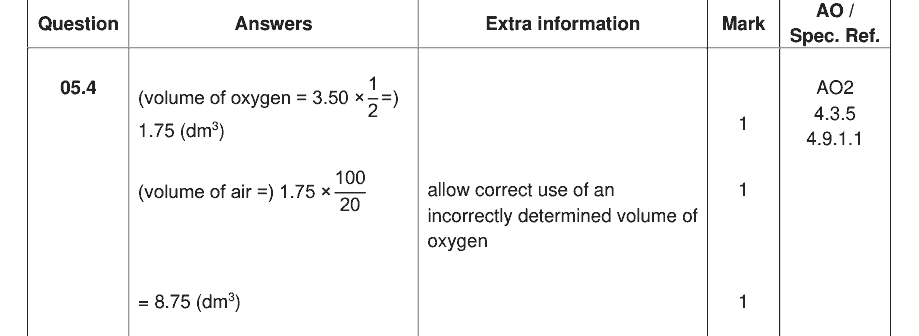 Question Answers Extra information Mark AO /
Spec. Ref.
05.4
(volume of oxygen = 3.50 × 1/2 =)
1.75 (dm³)
1
AO2
4.3.5
4.9.1.1
(volume of air =) 1.75 × 100/20
allow correct use of an
incorrectly determined volume of
oxygen
1
= 8.75 (dm³)
1